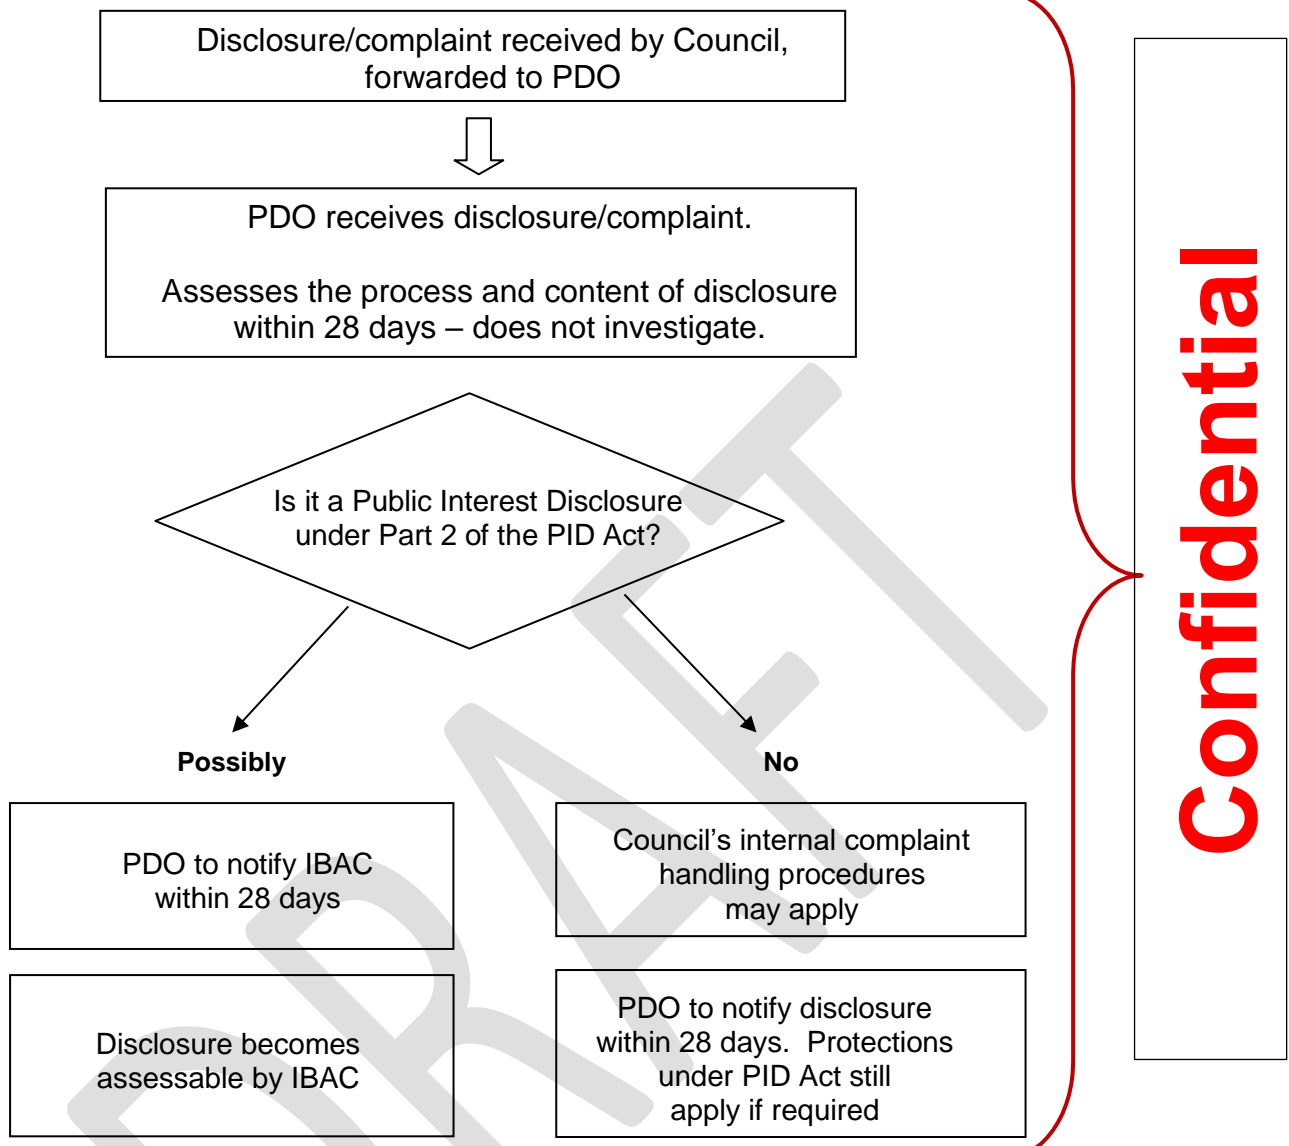 Disclosure/complaint received by Council,
forwarded to PDO
PDO receives disclosure/complaint.
Assesses the process and content of disclosure
within 28 days – does not investigate.
Is it a Public Interest Disclosure
under Part 2 of the PID Act?
Possibly
No
PDO to notify IBAC
within 28 days
Council’s internal complaint
handling procedures
may apply
Disclosure becomes
assessable by IBAC
PDO to notify disclosure
within 28 days.  Protections
under PID Act still
apply if required
Confidential
DRAFT